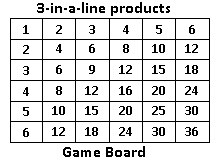 3-in-a-line products
1 2 3 4 5 6
2 4 6 8 10 12
3 6 9 12 15 18
4 8 12 16 20 24
5 10 15 20 25 30
6 12 18 24 30 36
Game Board